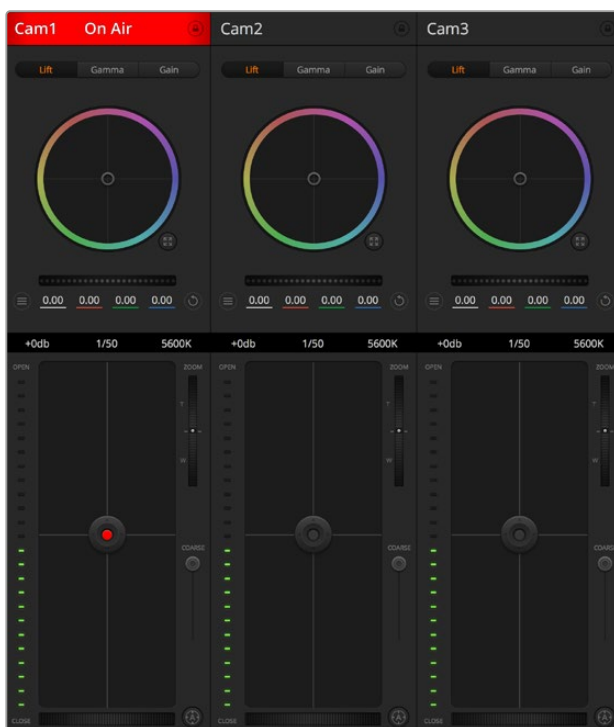 Cam1 On Air Cam2 Cam3
Lift Gamma Gain Lift Gamma Gain Lift Gamma Gain
0.00 0.00 0.00 0.00 0.00 0.00 0.00 0.00 0.00 0.00 0.00 0.00
+0db 1/50 5600K +0db 1/50 5600K +0db 1/50 5600K
OPEN ZOOM OPEN ZOOM OPEN ZOOM
T T T
W W W
COARSE COARSE COARSE
CLOSE A CLOSE A CLOSE A